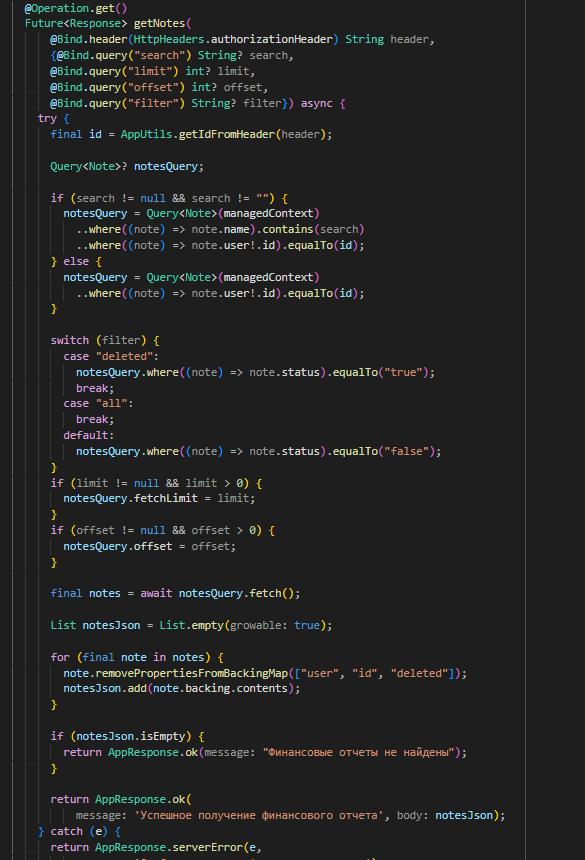 @Operation.get()
Future<Response> getNotes(
@Bind.header(HttpHeaders.authorizationHeader) String header,
{@Bind.query("search") String? search,
@Bind.query("limit") int? limit,
@Bind.query("offset") int? offset,
@Bind.query("filter") String? filter}) async {
try {
final id = AppUtils.getIdFromHeader(header);
Query<Note>? notesQuery;
if (search != null && search != "") {
notesQuery = Query<Note>(managedContext)
..where((note) => note.name).contains(search)
..where((note) => note.user!.id).equalTo(id);
} else {
notesQuery = Query<Note>(managedContext)
..where((note) => note.user!.id).equalTo(id);
}
switch (filter) {
case "deleted":
notesQuery.where((note) => note.status).equalTo("true");
break;
case "all":
break;
default:
notesQuery.where((note) => note.status).equalTo("false");
}
if (limit != null && limit > 0) {
notesQuery.fetchLimit = limit;
}
if (offset != null && offset > 0) {
notesQuery.offset = offset;
}
final notes = await notesQuery.fetch();
List notesJson = List.empty(growable: true);
for (final note in notes) {
note.removePropertiesFromBackingMap(["user", "id", "deleted"]);
notesJson.add(note.backing.contents);
}
if (notesJson.isEmpty) {
return AppResponse.ok(message: "Финансовые отчеты не найдены");
}
return AppResponse.ok(
message: 'Успешное получение финансового отчета', body: notesJson);
} catch (e) {
return AppResponse.serverError(e,